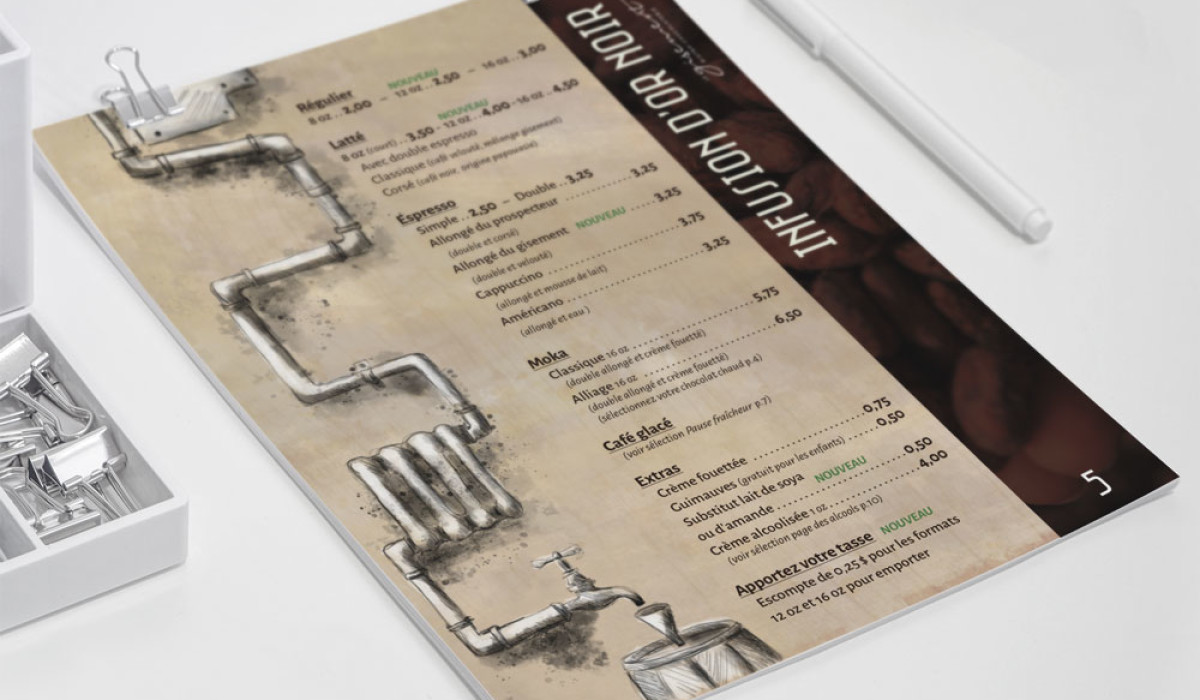 INFUSION D'OR NOIR
gisement
Régulier NOUVEAU
8 oz...2,00 – 12 oz...2,50 – 16 oz..3,00
Latté NOUVEAU
8 oz (court)..3,50 - 12 oz..4,00 -16 oz..4,50
Avec double espresso
Classique (café velouté, mélange gisement)
Corsé (café noir, origine papouasie)
Éspresso
Simple..2,50 – Double..3,25
Allongé du prospecteur ............... 3,25
(double et corsé)
Allongé du gisement NOUVEAU ......3,25
(double et velouté)
Cappuccino ...........................3,75
(allongé et mousse de lait)
Américano ............................3,25
(allongé et eau )
Moka
Classique 16 oz ........................5,75
(double allongé et crème fouetté)
Alliage 16 oz ...........................6,50
(double allongé et crème fouetté)
(sélectionnez votre chocolat chaud p.4)
Café glacé
(voir sélection Pause fraîcheur p.7)
Extras
Crème fouettée .......................0,75
Guimauves (gratuit pour les enfants) ......0,50
Substitut lait de soya NOUVEAU
ou d'amande ..........................0,50
Crème alcoolisée 1 oz .................4,00
(voir sélection page des alcools p.10)
Apportez votre tasse NOUVEAU
Escompte de 0,25 $ pour les formats
12 oz et 16 oz pour emporter
5